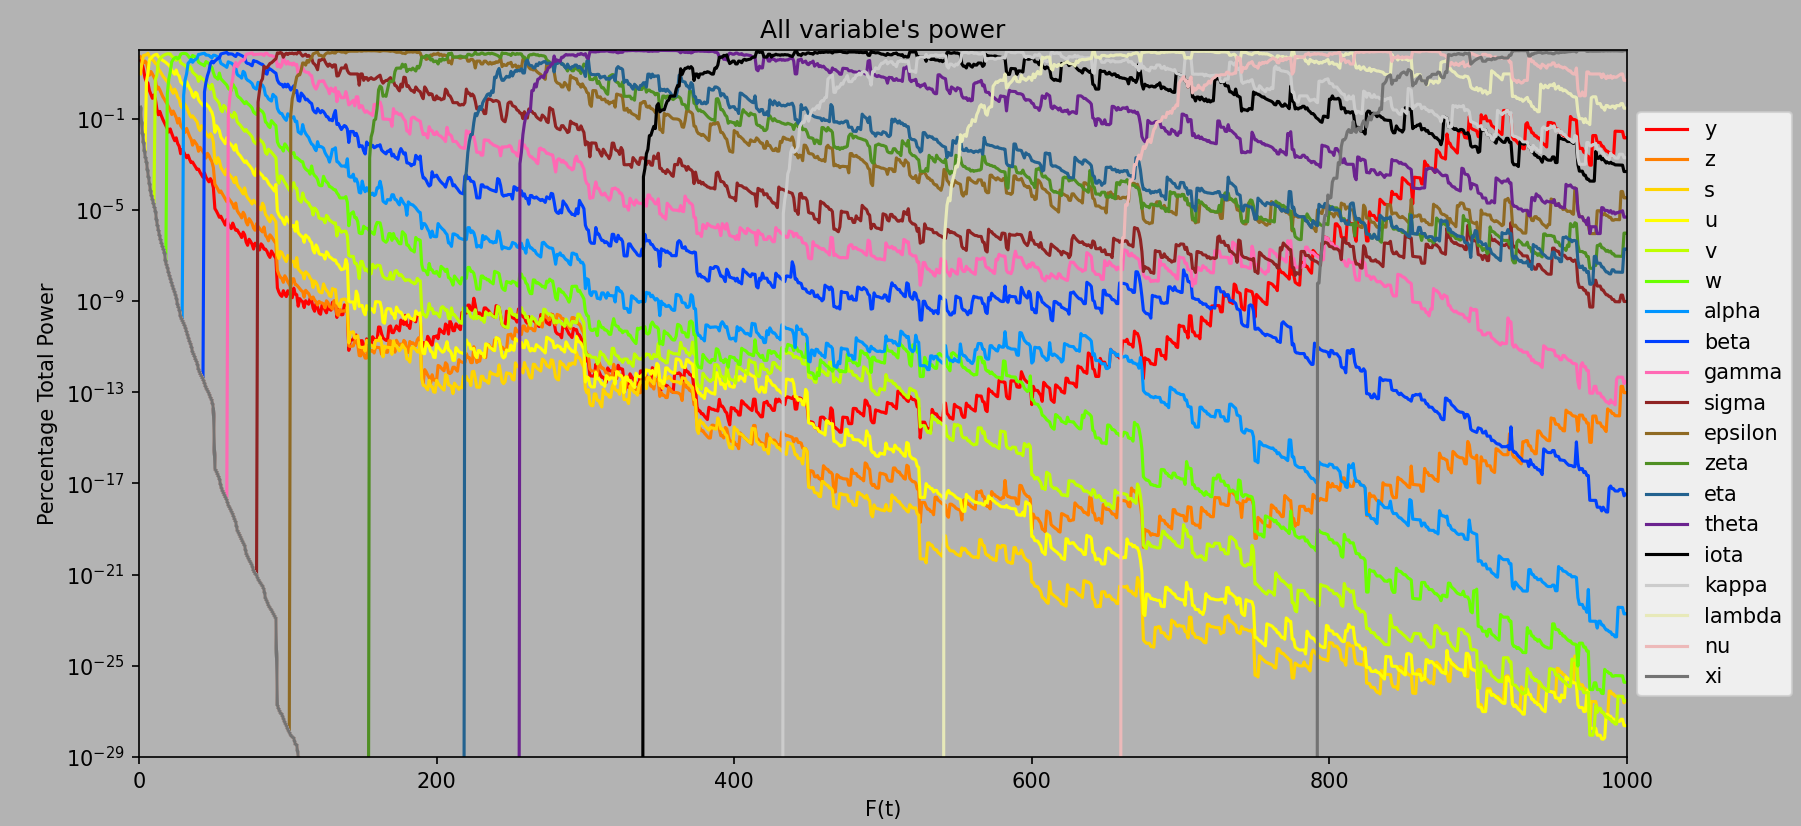 All variable's power
Percentage Total Power
10⁻¹
10⁻⁵
10⁻⁹
10⁻¹³
10⁻¹⁷
10⁻²¹
10⁻²⁵
10⁻²⁹
0 200 400 600 800 1000
F(t)
y
z
s
u
v
w
alpha
beta
gamma
sigma
epsilon
zeta
eta
theta
iota
kappa
lambda
nu
xi